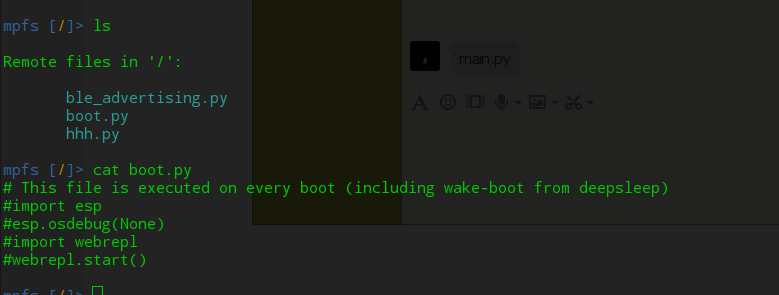 mpfs [/]> ls
main.py
Remote files in '/':
ble_advertising.py
boot.py
hhh.py
mpfs [/]> cat boot.py
# This file is executed on every boot (including wake-boot from deepsleep)
#import esp
#esp.osdebug(None)
#import webrepl
#webrepl.start()
mpfs [/]>